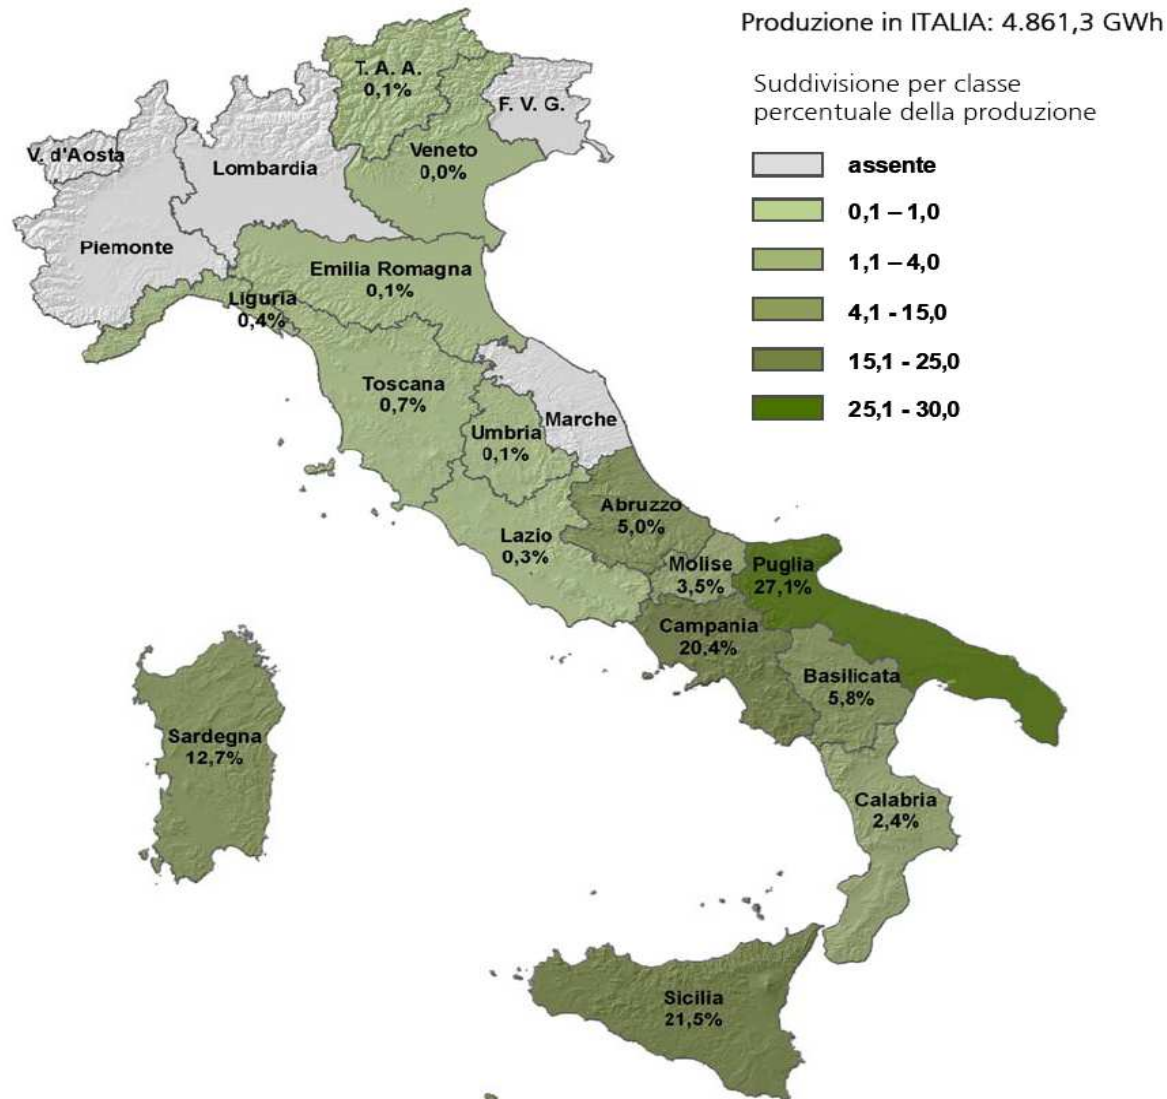 Produzione in ITALIA: 4.861,3 GWh
Suddivisione per classe
percentuale della produzione
assente
0,1 – 1,0
1,1 – 4,0
4,1 - 15,0
15,1 - 25,0
25,1 - 30,0
T. A. A.
0,1%
F. V. G.
V. d'Aosta
Lombardia
Veneto
0,0%
Piemonte
Emilia Romagna
0,1%
Liguria
0,4%
Toscana
0,7%
Umbria
0,1%
Marche
Abruzzo
5,0%
Lazio
0,3%
Molise
3,5%
Puglia
27,1%
Campania
20,4%
Basilicata
5,8%
Sardegna
12,7%
Calabria
2,4%
Sicilia
21,5%